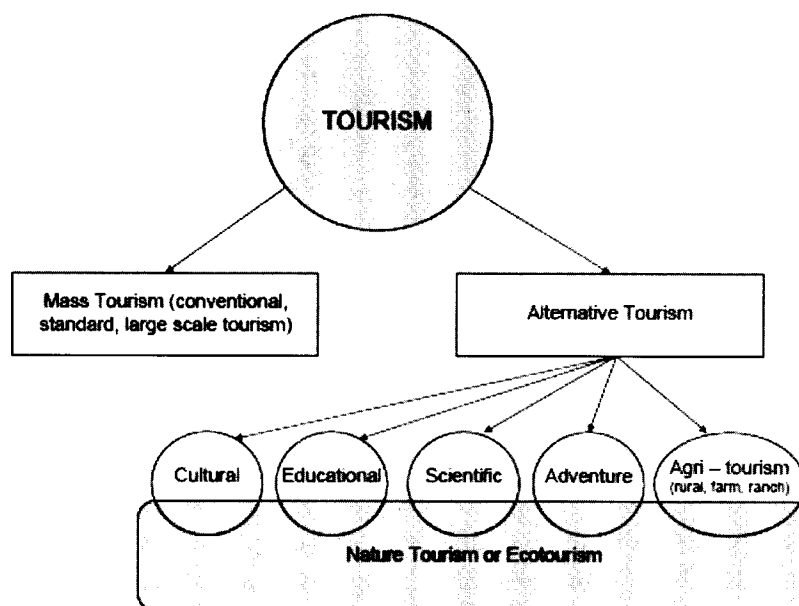 TOURISM
Mass Tourism (conventional,
standard, large scale tourism)
Alternative Tourism
Cultural
Educational
Scientific
Adventure
Agri – tourism
(rural, farm, ranch)
Nature Tourism or Ecotourism